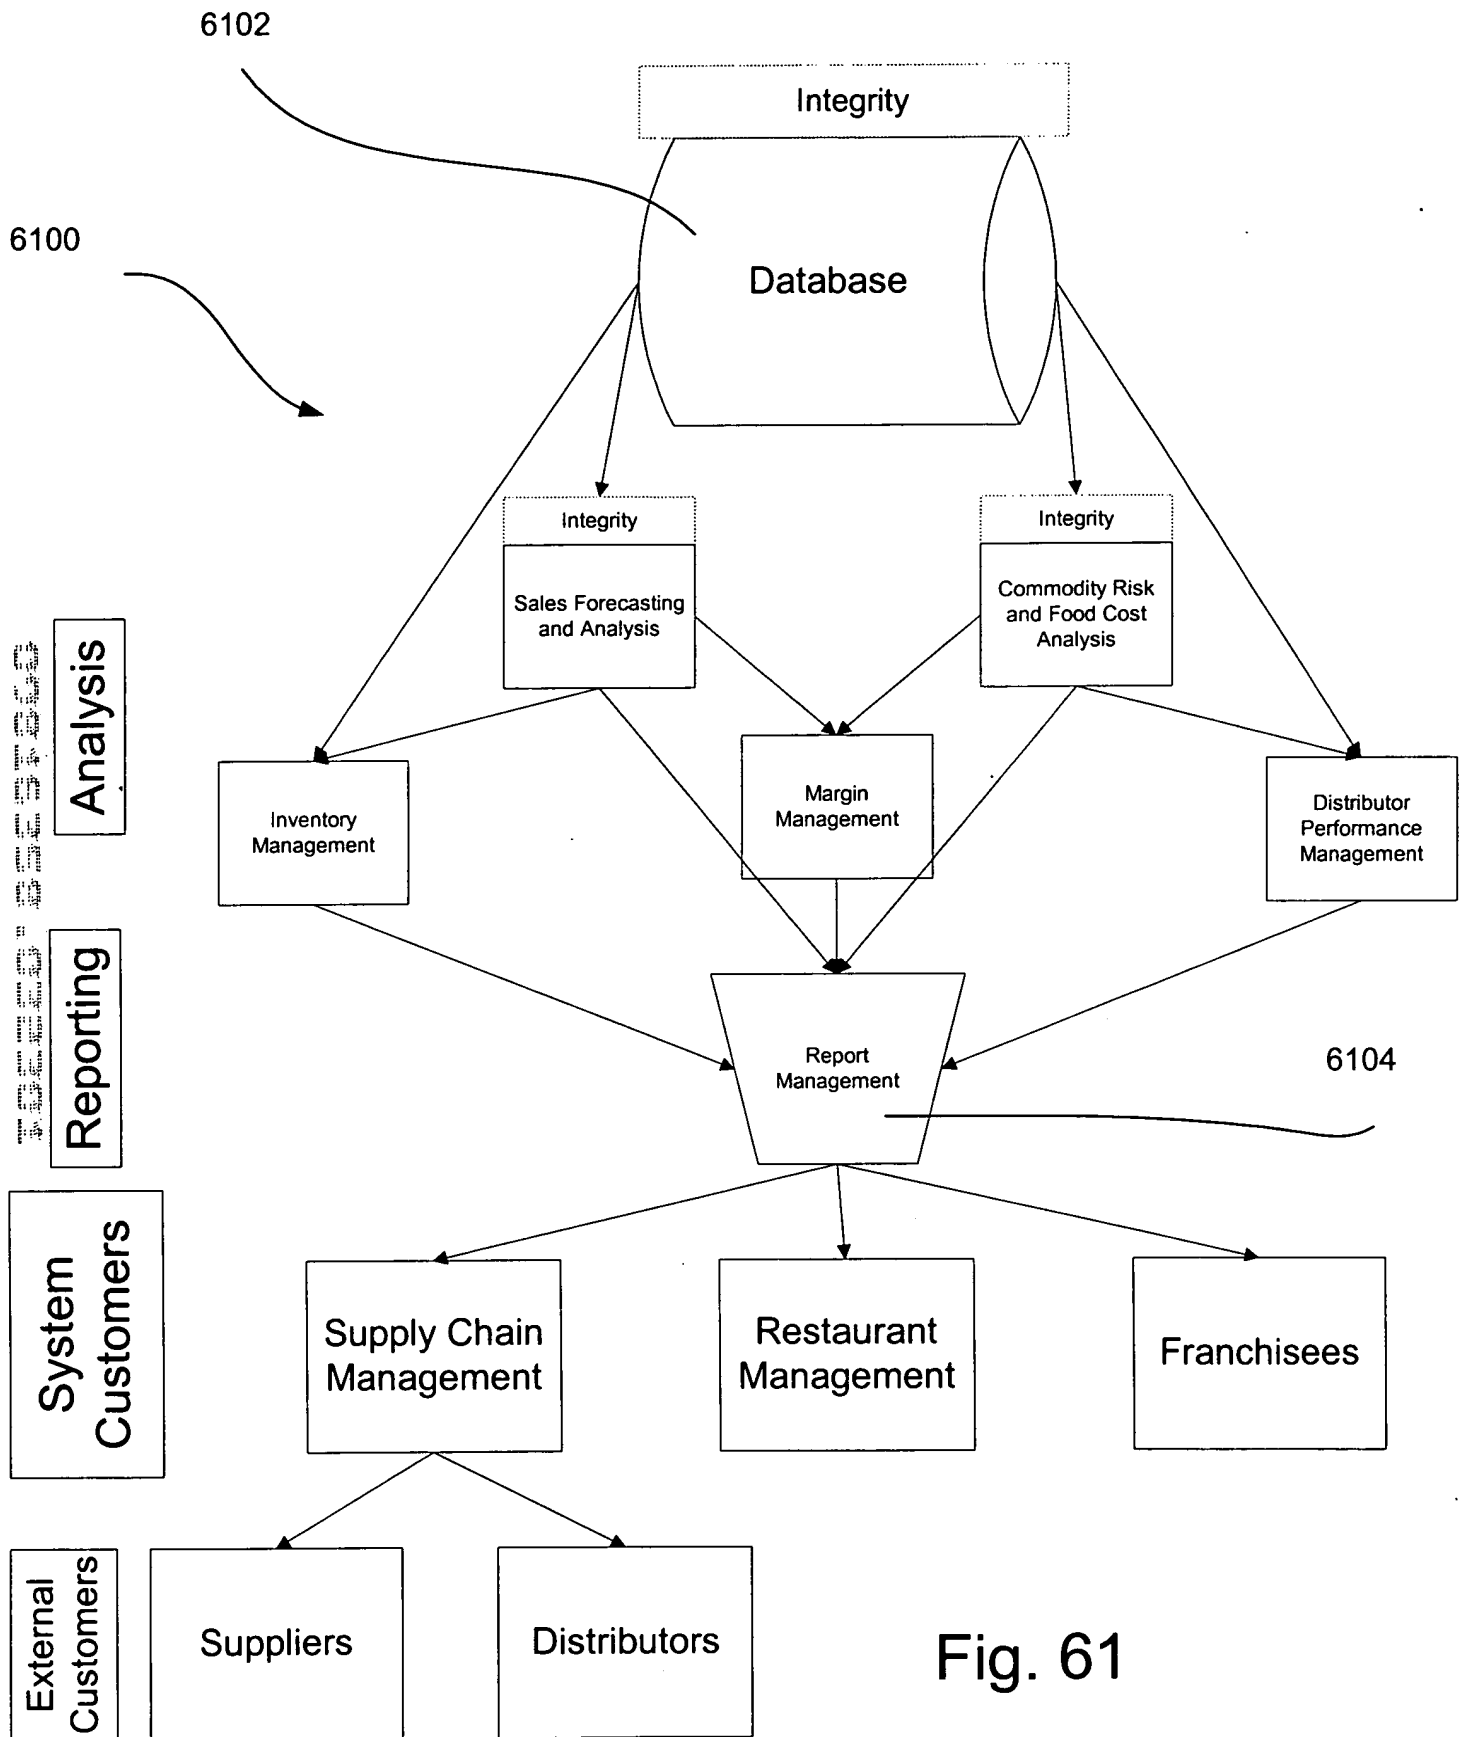 6102
Integrity
6100
Database
Integrity
Integrity
Sales Forecasting
and Analysis
Commodity Risk
and Food Cost
Analysis
Analysis
Inventory
Management
Margin
Management
Distributor
Performance
Management
Reporting
Report
Management
6104
System
Customers
Supply Chain
Management
Restaurant
Management
Franchisees
External
Customers
Suppliers
Distributors
Fig. 61